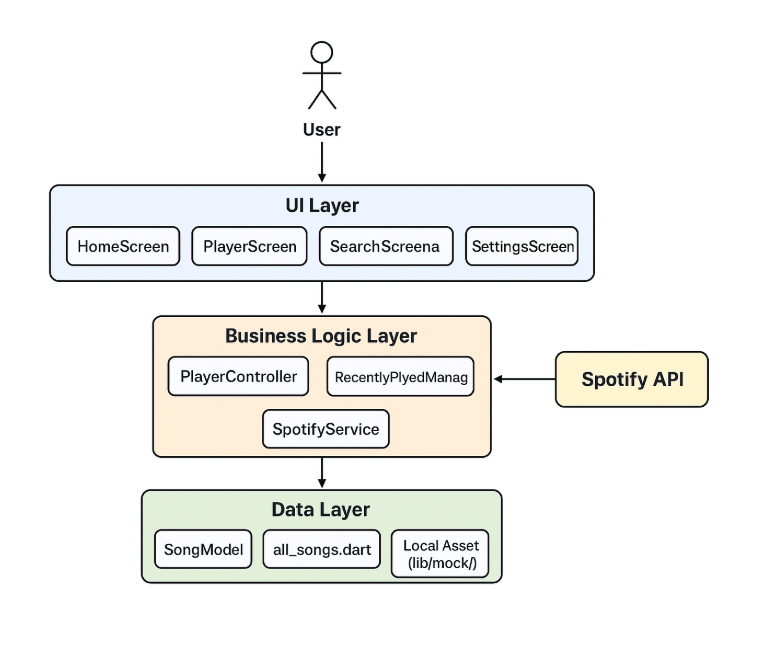 User
UI Layer
HomeScreen
PlayerScreen
SearchScreena
SettingsScreen
Business Logic Layer
PlayerController
RecentlyPlyedManag
SpotifyService
Spotify API
Data Layer
SongModel
all_songs.dart
Local Asset
(lib/mock/)